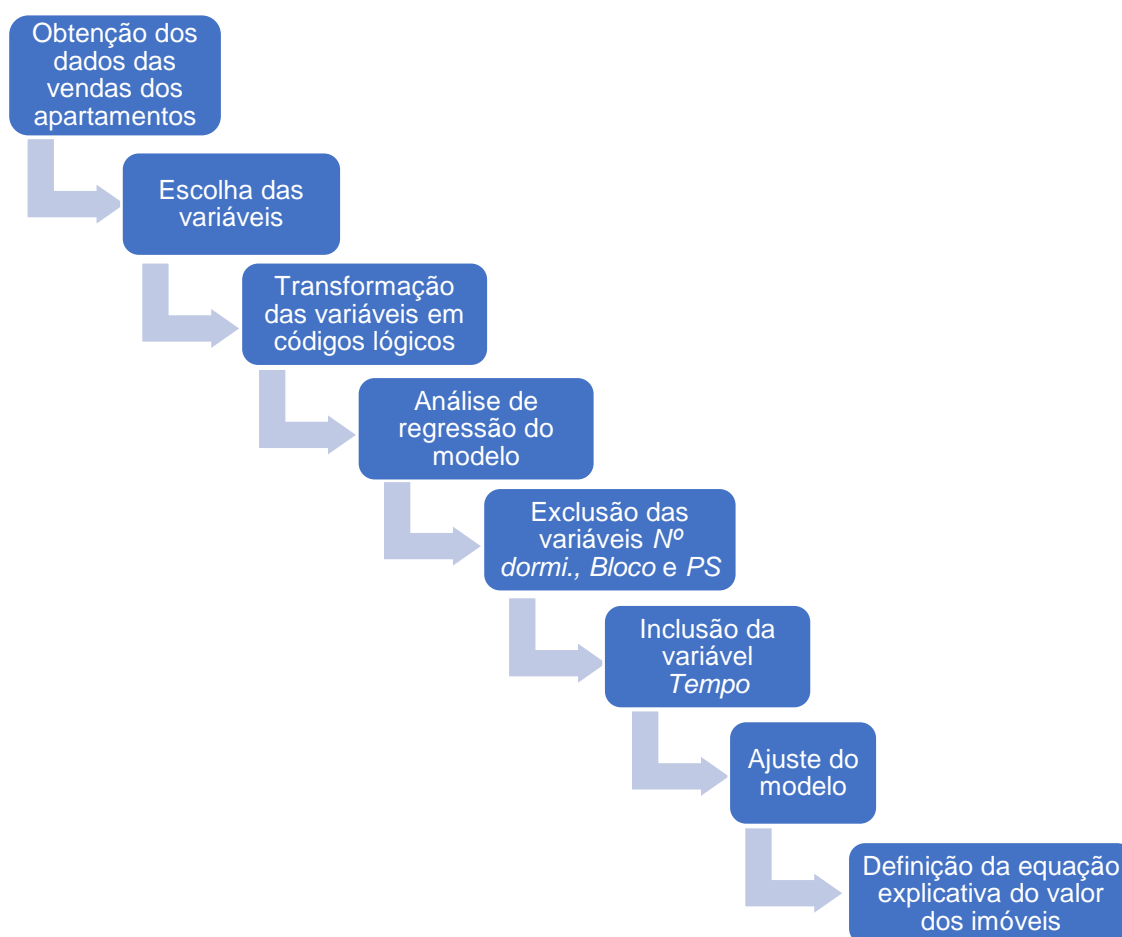 Obtenção dos
dados das
vendas dos
apartamentos
Escolha das
variáveis
Transformação
das variáveis em
códigos lógicos
Análise de
regressão do
modelo
Exclusão das
variáveis Nº
dormi., Bloco e PS
Inclusão da
variável
Tempo
Ajuste do
modelo
Definição da equação
explicativa do valor
dos imóveis